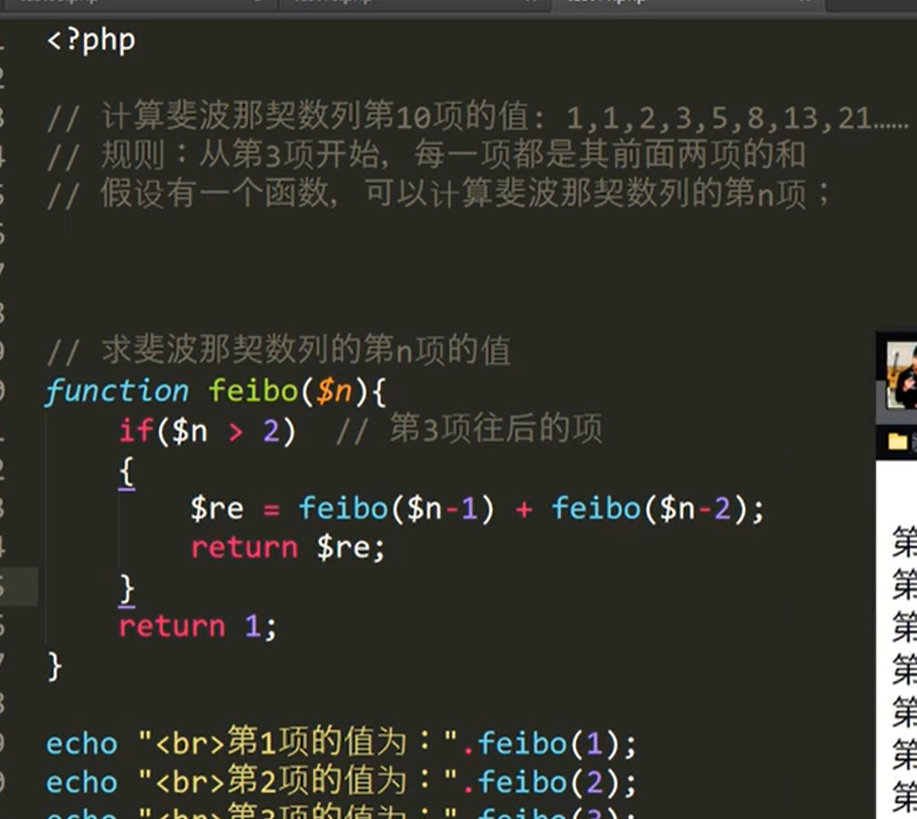 <?php
// 计算斐波那契数列第10项的值: 1,1,2,3,5,8,13,21……
// 规则：从第3项开始, 每一项都是其前面两项的和
// 假设有一个函数, 可以计算斐波那契数列的第n项；
// 求斐波那契数列的第n项的值
function feibo($n){
if($n > 2)  // 第3项往后的项
{
$re = feibo($n-1) + feibo($n-2);
return $re;
}
return 1;
}
echo "<br>第1项的值为：".feibo(1);
echo "<br>第2项的值为：".feibo(2);
echo "<br>第3项的值为：".feibo(3);
第
第
第
第
第
第
第